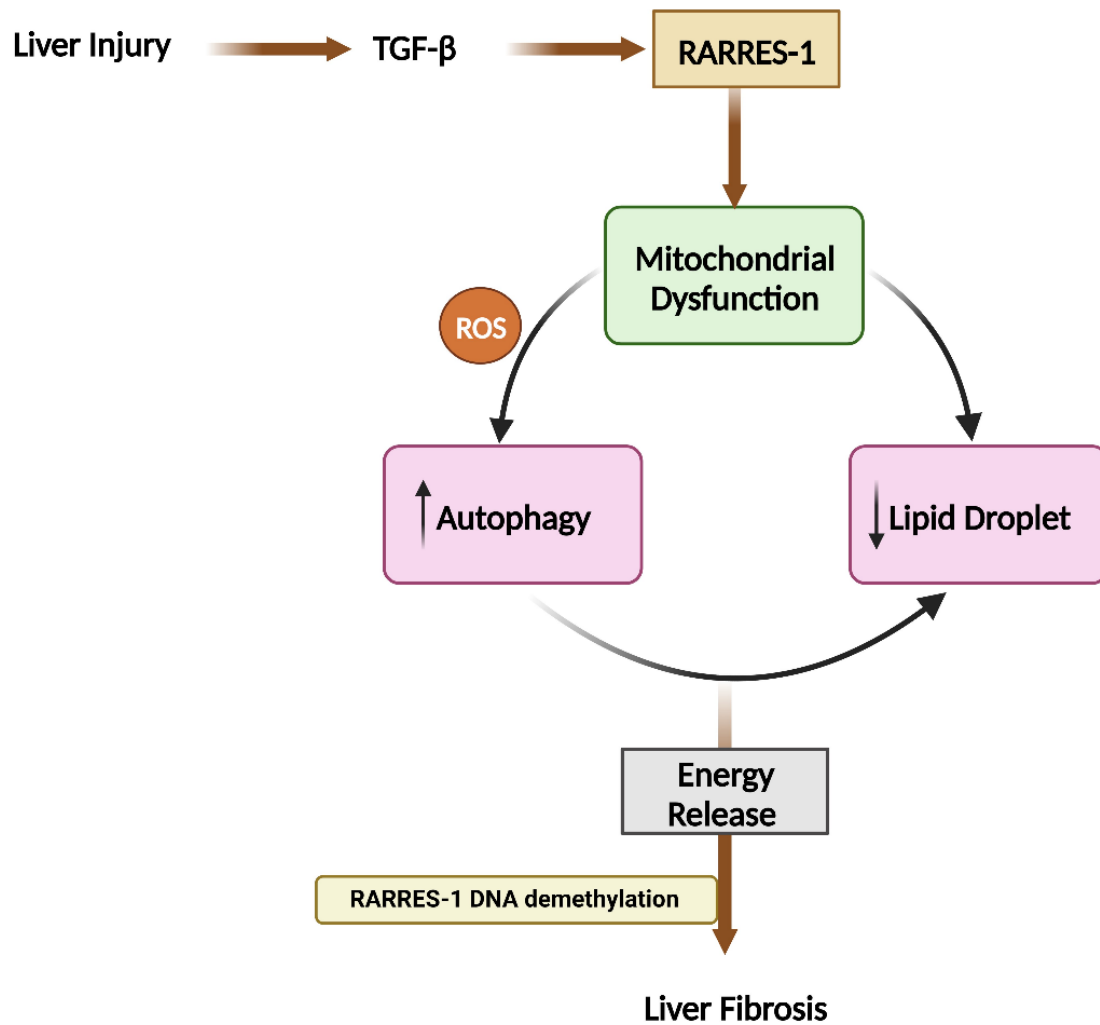 Liver Injury
TGF-β
RARRES-1
Mitochondrial
Dysfunction
ROS
Autophagy
Lipid Droplet
Energy
Release
RARRES-1 DNA demethylation
Liver Fibrosis